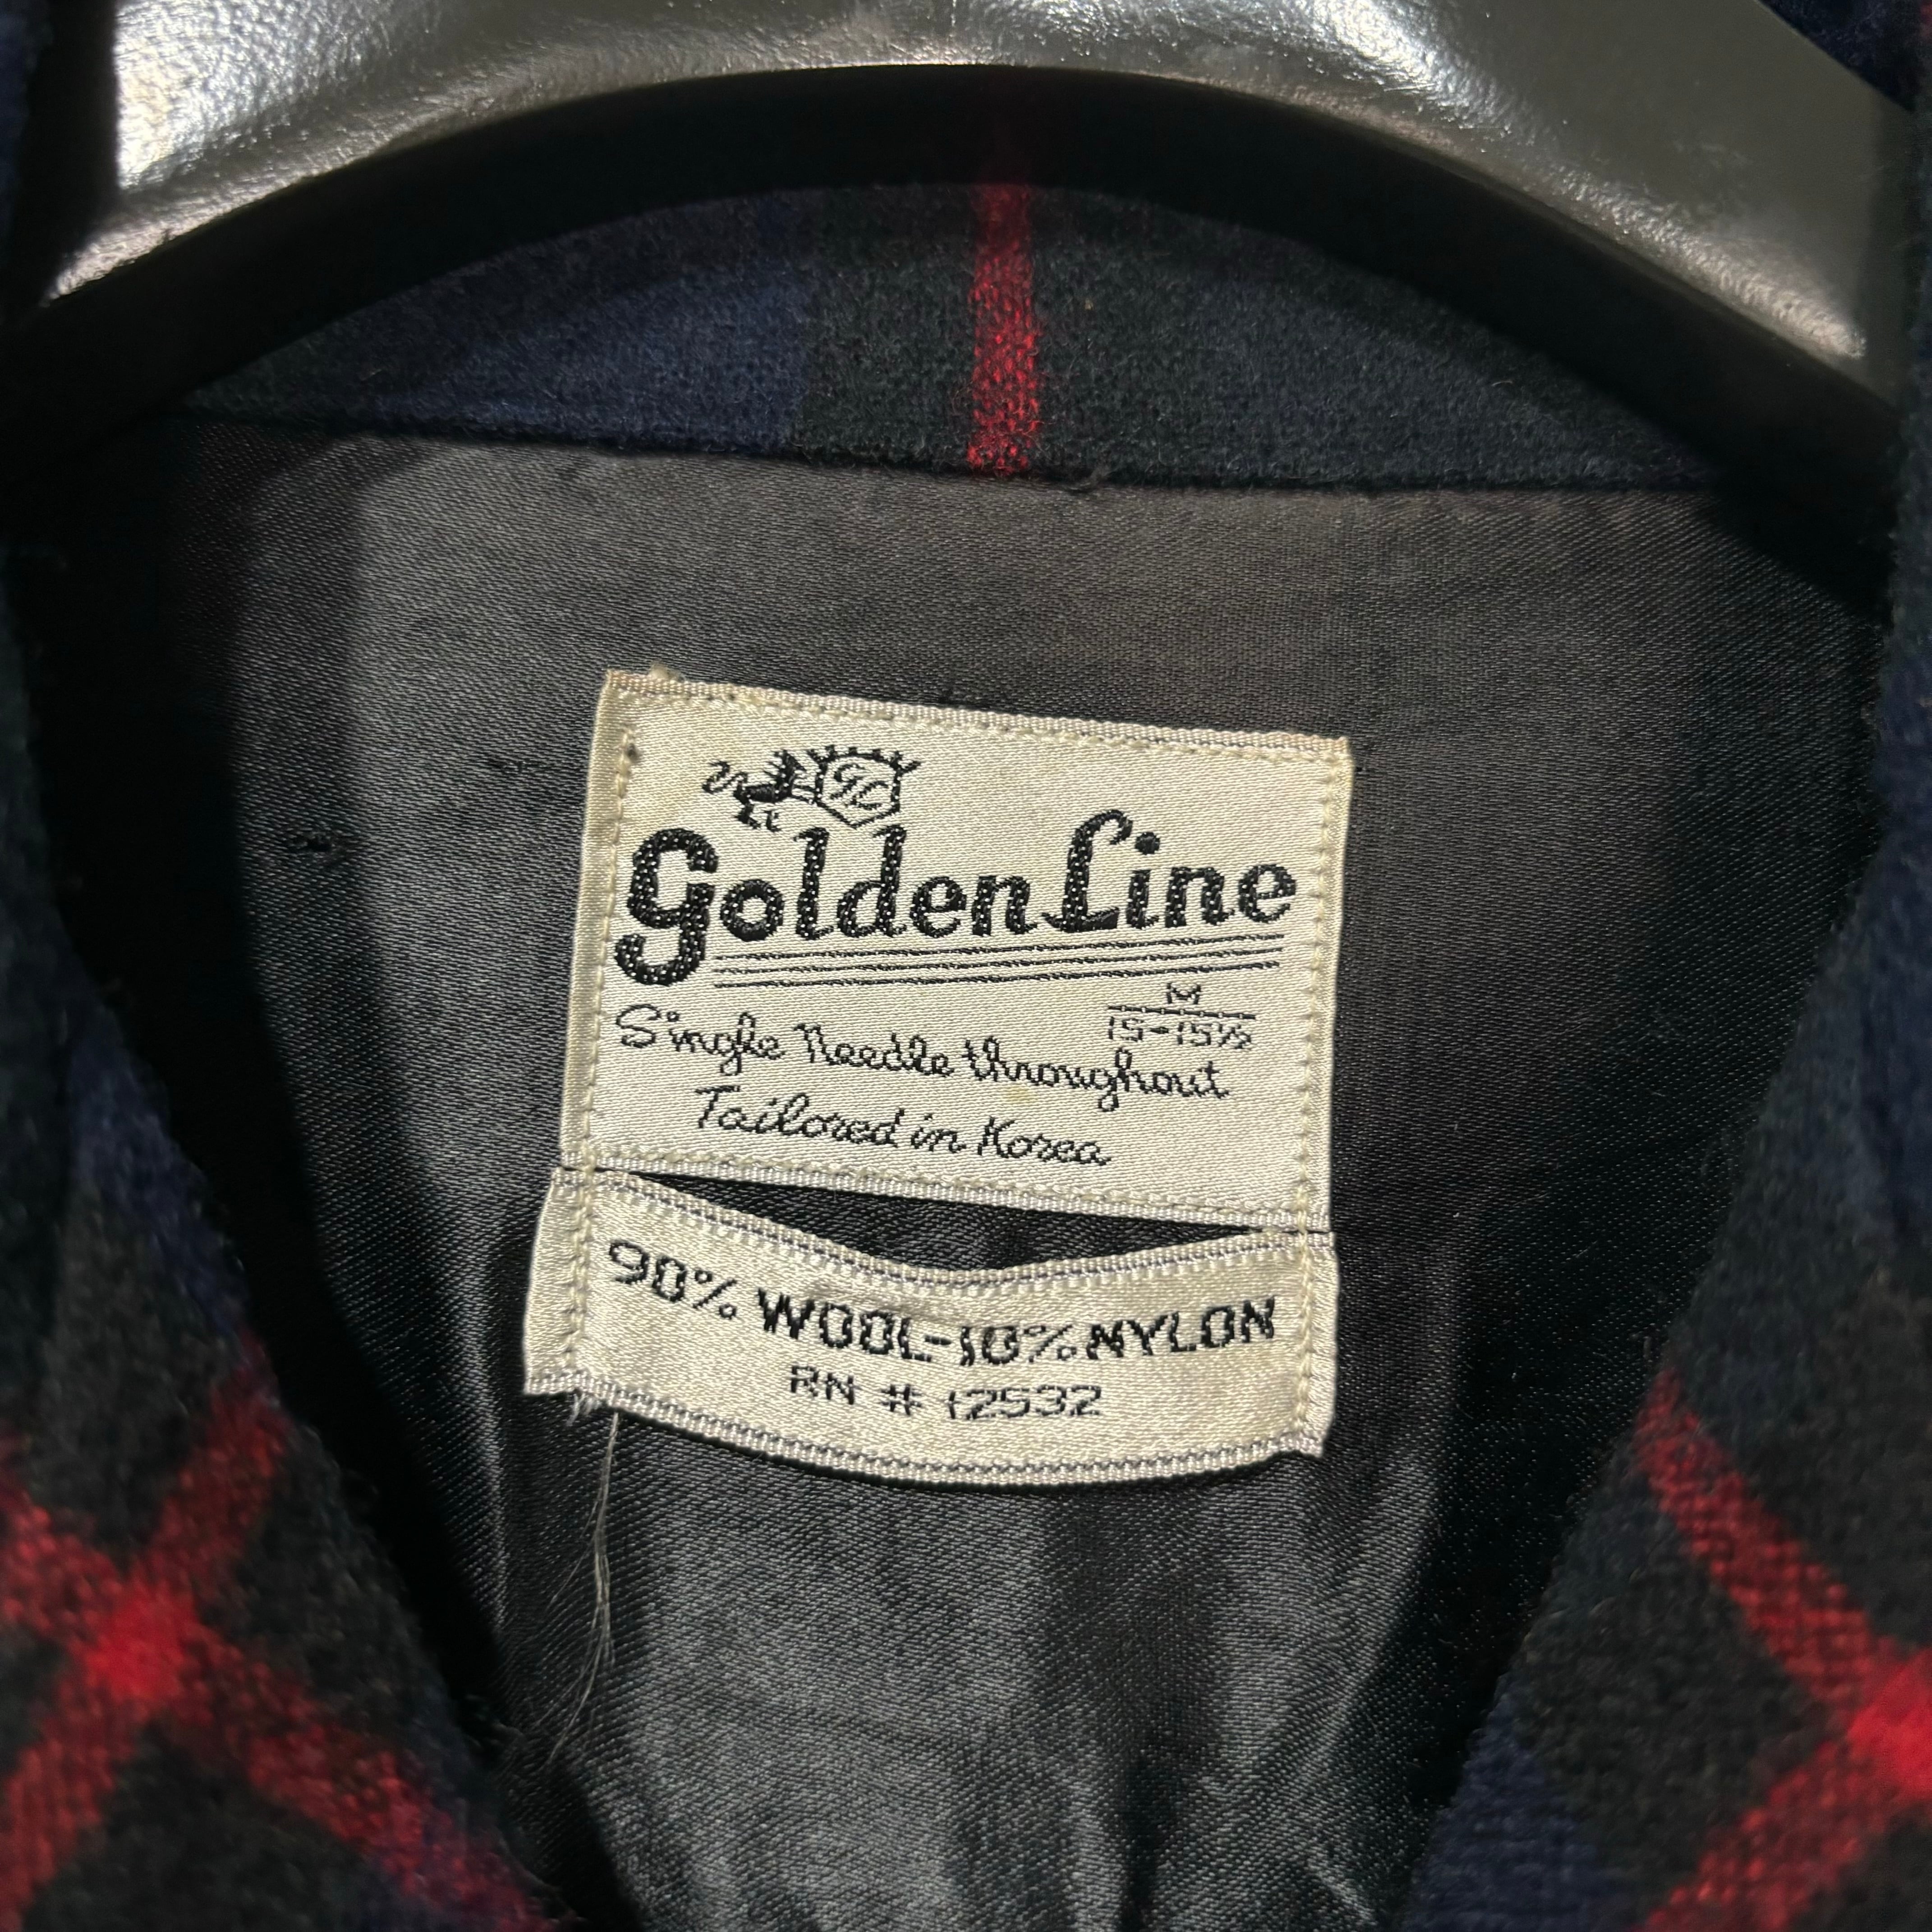 GL
Golden Line
M
15-15½
Single Needle throughout
Tailored in Korea
90% WOOL-10% NYLON
RN # 12532